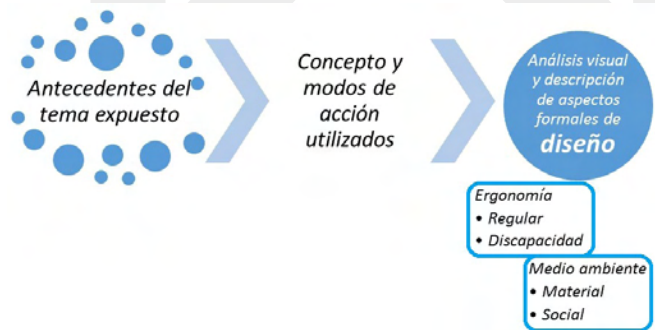 Antecedentes del
tema expuesto
Concepto y
modos de
acción
utilizados
Análisis visual
y descripción
de aspectos
formales de
diseño
Ergonomía
• Regular
• Discapacidad
Medio ambiente
• Material
• Social